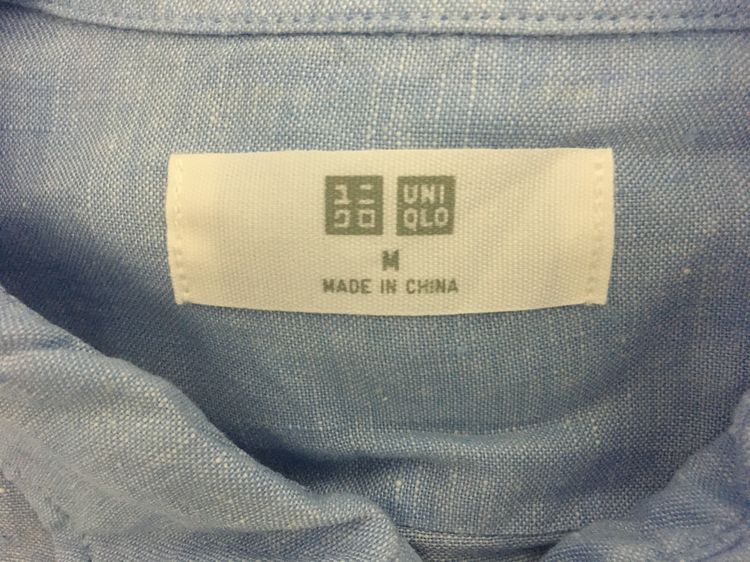 ユニ UNI
クロ QLO
M
MADE IN CHINA